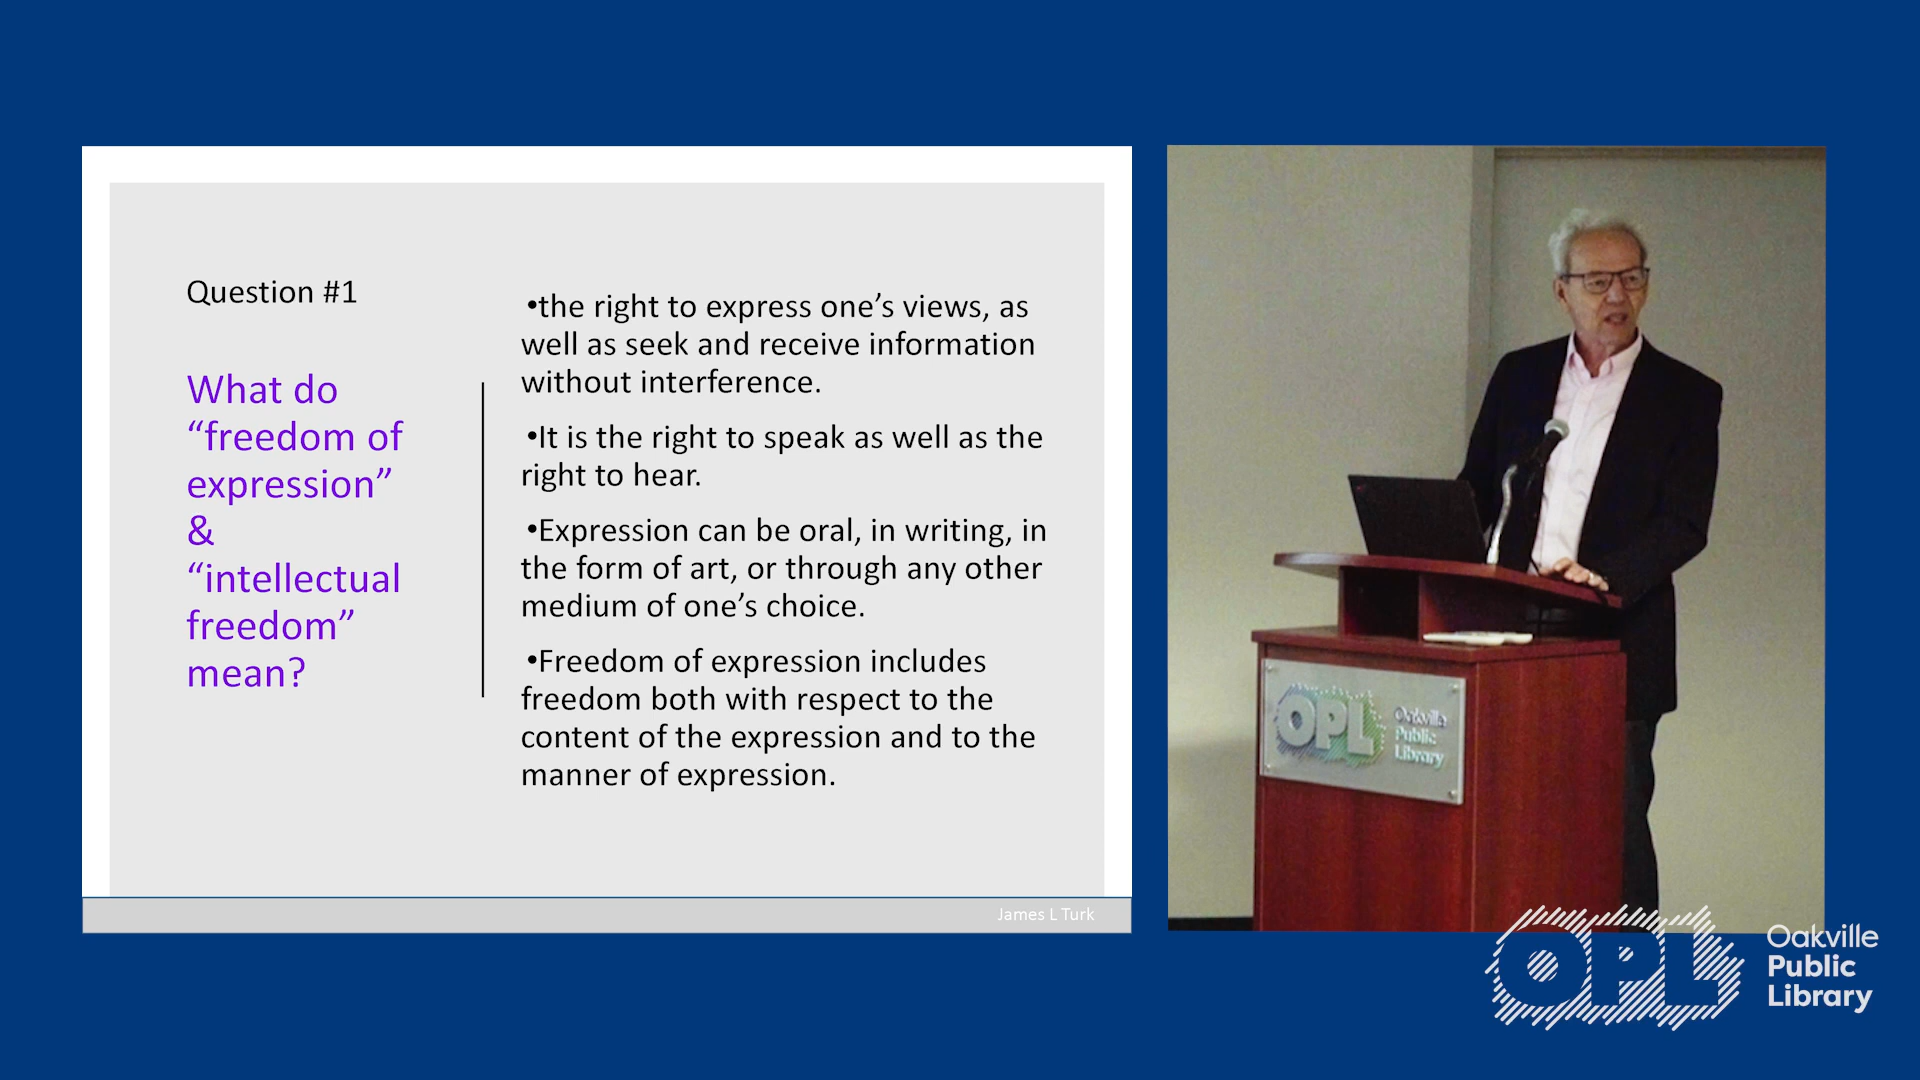 Question #1
What do
“freedom of
expression”
&
“intellectual
freedom”
mean?
•the right to express one’s views, as
well as seek and receive information
without interference.
•It is the right to speak as well as the
right to hear.
•Expression can be oral, in writing, in
the form of art, or through any other
medium of one’s choice.
•Freedom of expression includes
freedom both with respect to the
content of the expression and to the
manner of expression.
James L Turk
OPL
Oakville
Public
Library
OPL
Oakville
Public
Library